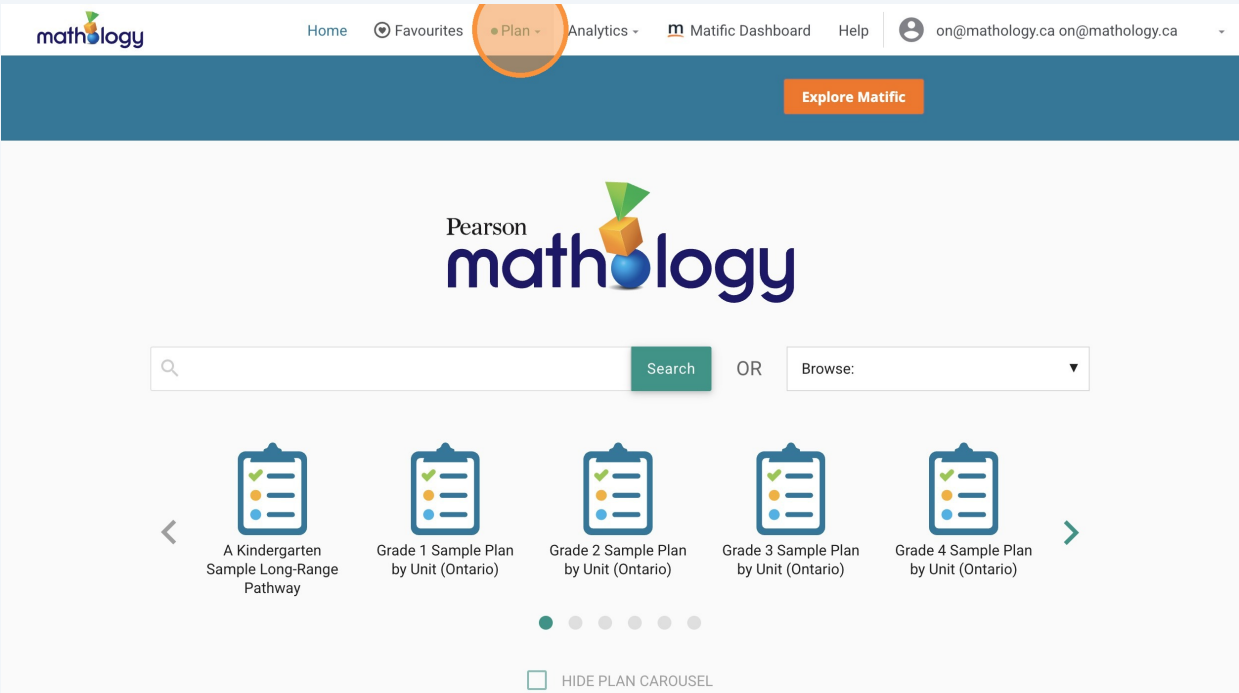 mathology Home Favourites Plan Analytics m Matific Dashboard Help on@mathology.ca on@mathology.ca
Explore Matific
Pearson
mathology
Search OR Browse:
A Kindergarten
Sample Long-Range
Pathway
Grade 1 Sample Plan
by Unit (Ontario)
Grade 2 Sample Plan
by Unit (Ontario)
Grade 3 Sample Plan
by Unit (Ontario)
Grade 4 Sample Plan
by Unit (Ontario)
HIDE PLAN CAROUSEL